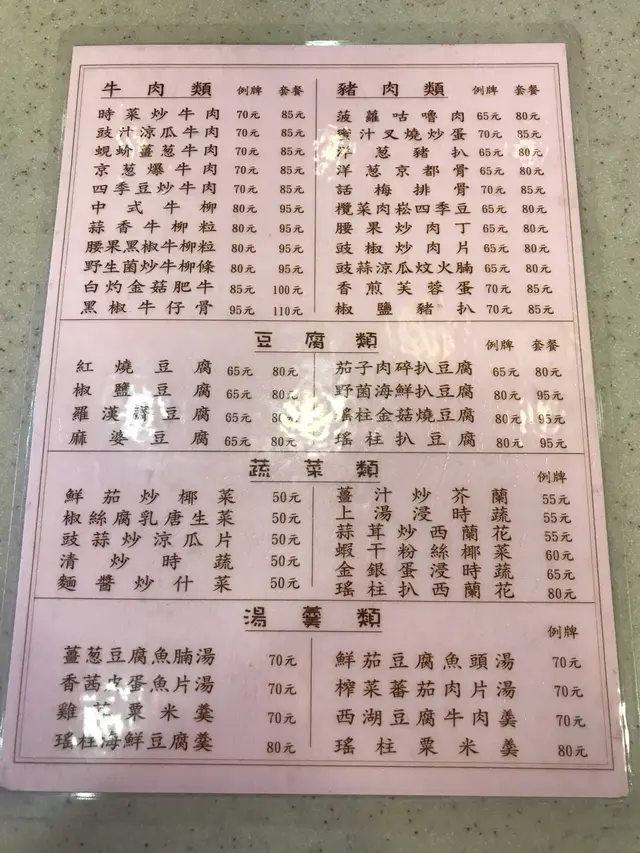 牛肉類 例牌 套餐
時菜炒牛肉 70元 85元
豉汁涼瓜牛肉 70元 85元
蜆蚧薑葱牛肉 70元 85元
京葱爆牛肉 70元 85元
四季豆炒牛肉 70元 85元
中式牛柳 80元 95元
蒜香牛柳粒 80元 95元
腰果黑椒牛柳粒 80元 95元
野生菌炒牛柳條 80元 95元
白灼金菇肥牛 85元 100元
黑椒牛仔骨 95元 110元
豬肉類 例牌 套餐
菠蘿咕嚕肉 65元 80元
蜜汁叉燒炒蛋 70元 85元
洋葱豬扒 65元 80元
洋葱京都骨 65元 80元
話梅排骨 70元 85元
欖菜肉崧四季豆 65元 80元
腰果炒肉丁 65元 80元
豉椒炒肉片 65元 80元
豉蒜涼瓜炆火腩 65元 80元
香煎芙蓉蛋 70元 85元
椒鹽豬扒 70元 85元
豆腐類 例牌 套餐
紅燒豆腐 65元 80元
椒鹽豆腐 65元 80元
羅漢齋豆腐 65元 80元
麻婆豆腐 65元 80元
茄子肉碎扒豆腐 65元 80元
野菌海鮮扒豆腐 80元 95元
瑤柱金菇燒豆腐 80元 95元
瑤柱扒豆腐 80元 95元
蔬菜類 例牌
鮮茄炒椰菜 50元
椒絲腐乳唐生菜 50元
豉蒜炒涼瓜片 50元
清炒時蔬 50元
麵醬炒什菜 50元
薑汁炒芥蘭 55元
上湯浸時蔬 55元
蒜茸炒西蘭花 55元
蝦干粉絲椰菜 60元
金銀蛋浸時蔬 65元
瑤柱扒西蘭花 80元
湯羹類 例牌
薑葱豆腐魚腩湯 70元
香茜皮蛋魚片湯 70元
雞粟米羹 70元
瑤柱海鮮豆腐羹 80元
鮮茄豆腐魚頭湯 70元
榨菜蕃茄肉片湯 70元
西湖豆腐牛肉羹 70元
瑤柱粟米羹 80元